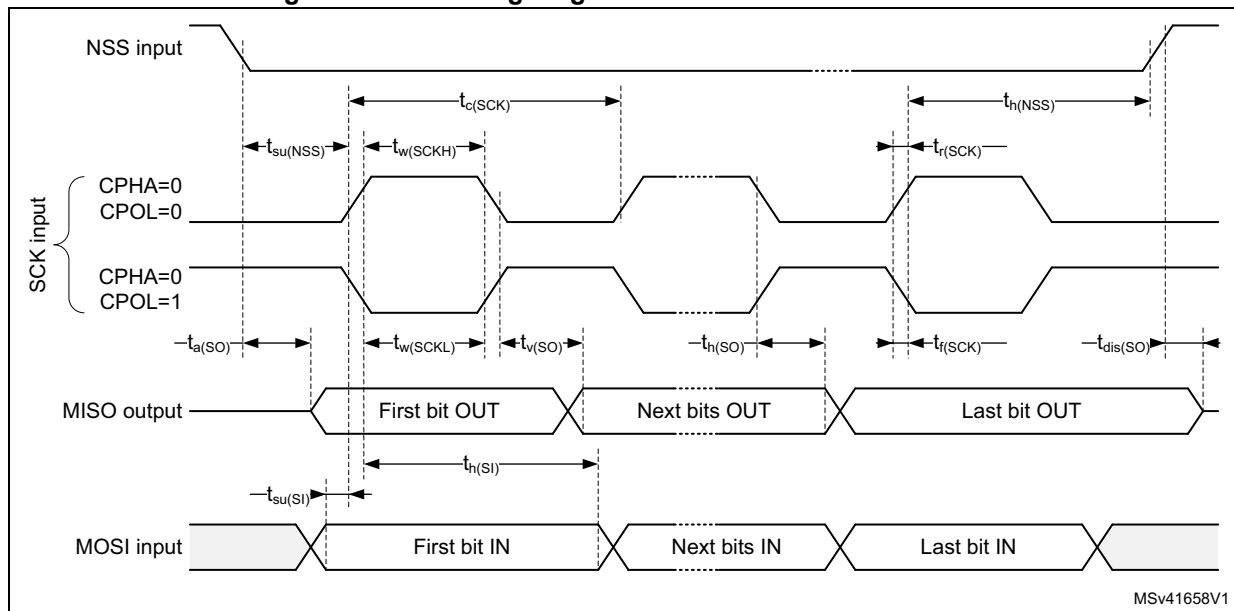 NSS input
tc(SCK)
th(NSS)
tsu(NSS)
tw(SCKH)
tr(SCK)
SCK input
CPHA=0
CPOL=0
CPHA=0
CPOL=1
ta(SO)
tw(SCKL)
tv(SO)
th(SO)
tf(SCK)
tdis(SO)
MISO output
First bit OUT
Next bits OUT
Last bit OUT
th(SI)
tsu(SI)
MOSI input
First bit IN
Next bits IN
Last bit IN
MSv41658V1